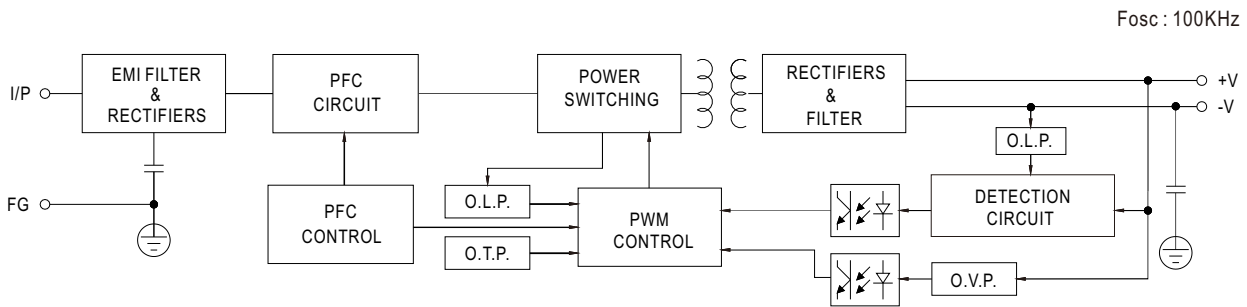 Fosc : 100KHz
I/P
EMI FILTER
&
RECTIFIERS
PFC
CIRCUIT
POWER
SWITCHING
RECTIFIERS
&
FILTER
+V
-V
O.L.P.
FG
PFC
CONTROL
O.L.P.
O.T.P.
PWM
CONTROL
DETECTION
CIRCUIT
O.V.P.